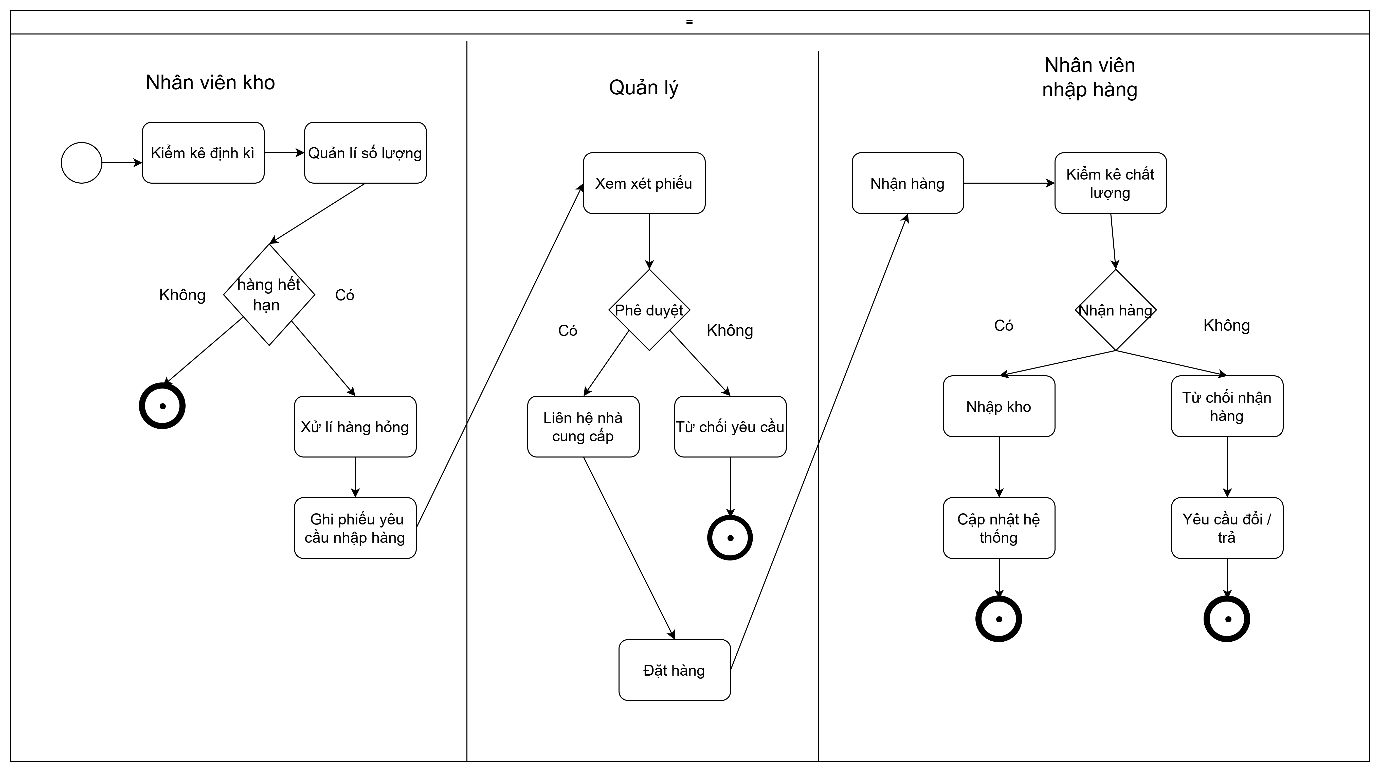 =
Nhân viên kho
Kiểm kê định kì
Quản lí số lượng
hàng hết
hạn
Không
Có
Xử lí hàng hỏng
Ghi phiếu yêu
cầu nhập hàng
Quản lý
Xem xét phiếu
Phê duyệt
Có
Không
Liên hệ nhà
cung cấp
Từ chối yêu cầu
Đặt hàng
Nhân viên
nhập hàng
Nhận hàng
Kiểm kê chất
lượng
Nhận hàng
Có
Không
Nhập kho
Từ chối nhận
hàng
Cập nhật hệ
thống
Yêu cầu đổi /
trả